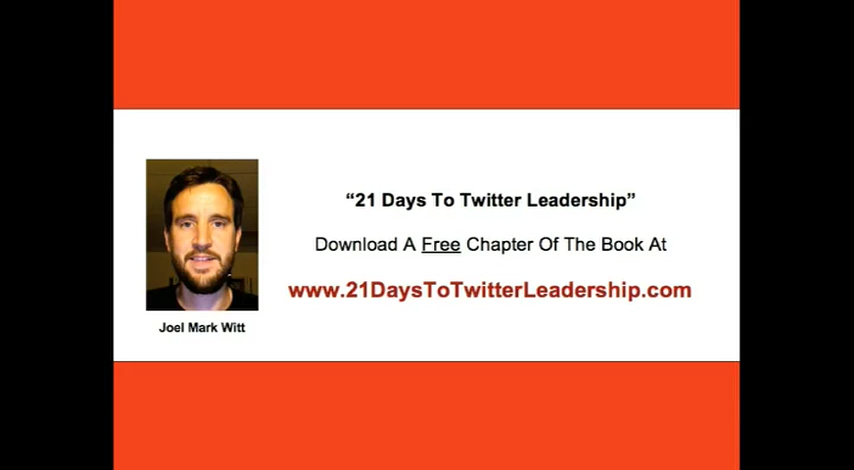 “21 Days To Twitter Leadership”
Download A Free Chapter Of The Book At
www.21DaysToTwitterLeadership.com
Joel Mark Witt